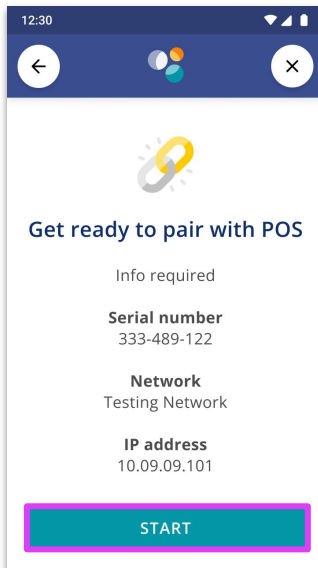 12:30
Get ready to pair with POS
Info required
Serial number
333-489-122
Network
Testing Network
IP address
10.09.09.101
START